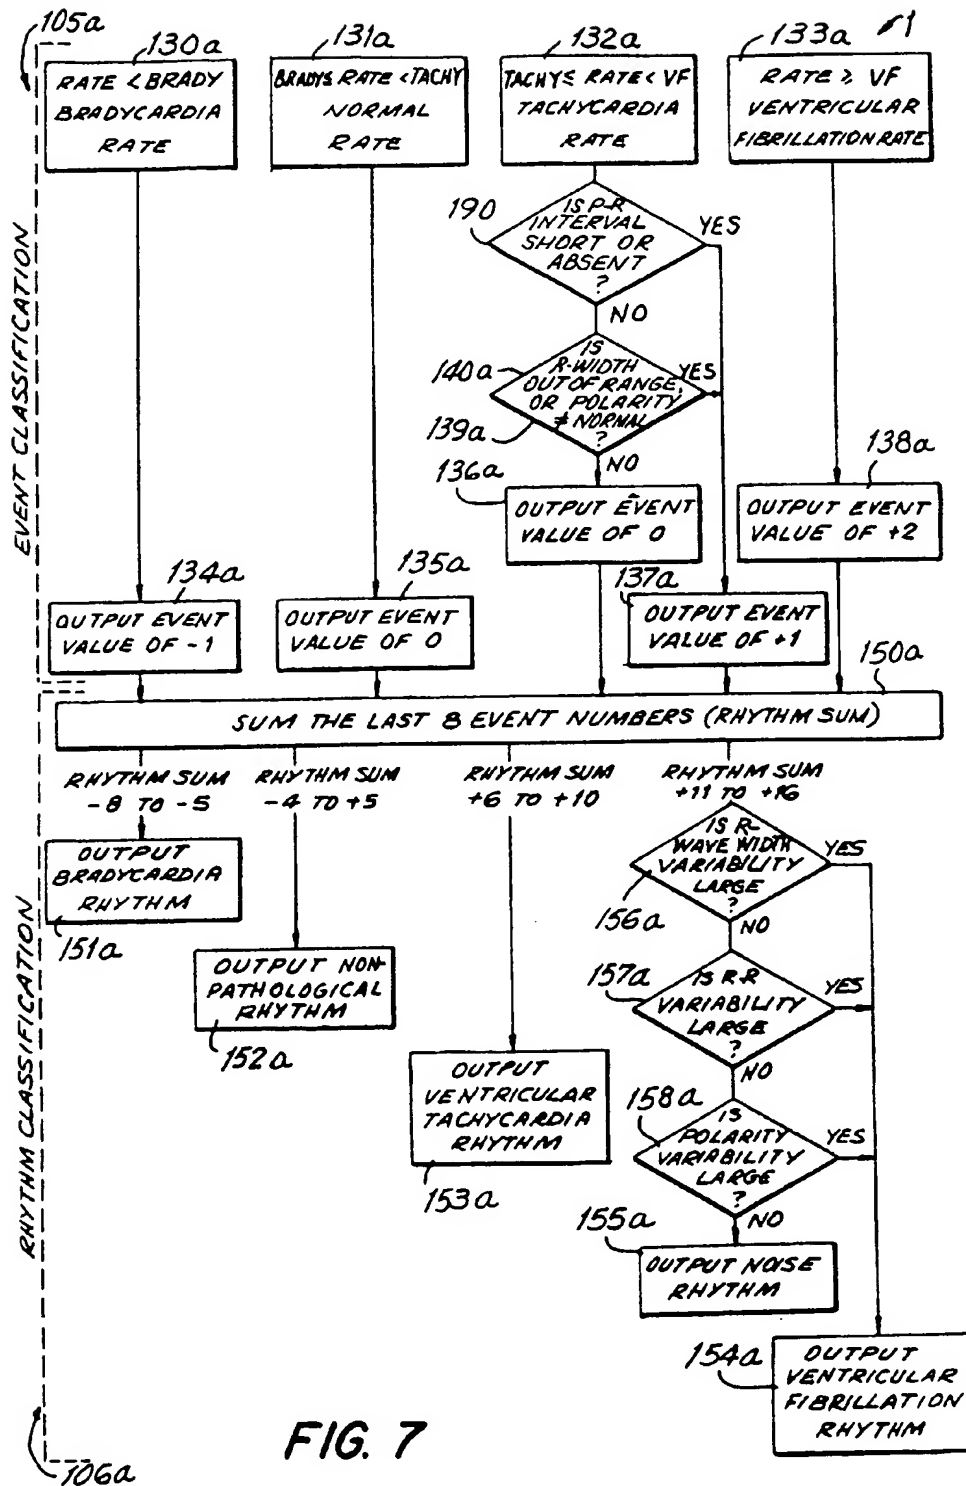 105a
130a
RATE < BRADY
BRADYCARDIA
RATE
131a
BRADY ≤ RATE < TACHY
NORMAL
RATE
132a
TACHY ≤ RATE < VF
TACHYCARDIA
RATE
133a
RATE ≥ VF
VENTRICULAR
FIBRILLATION RATE
EVENT CLASSIFICATION
190
IS P-R
INTERVAL
SHORT OR
ABSENT
?
YES
NO
140a
139a
IS
R-WIDTH
OUT OF RANGE,
OR POLARITY
≠ NORMAL
?
YES
NO
136a
OUTPUT EVENT
VALUE OF 0
138a
OUTPUT EVENT
VALUE OF +2
134a
OUTPUT EVENT
VALUE OF -1
135a
OUTPUT EVENT
VALUE OF 0
137a
OUTPUT EVENT
VALUE OF +1
150a
SUM THE LAST 8 EVENT NUMBERS (RHYTHM SUM)
RHYTHM SUM
-8 TO -5
RHYTHM SUM
-4 TO +5
RHYTHM SUM
+6 TO +10
RHYTHM SUM
+11 TO +16
RHYTHM CLASSIFICATION
OUTPUT
BRADYCARDIA
RHYTHM
151a
OUTPUT NON-
PATHOLOGICAL
RHYTHM
152a
OUTPUT
VENTRICULAR
TACHYCARDIA
RHYTHM
153a
IS R-
WAVE WIDTH
VARIABILITY
LARGE
?
YES
156a
NO
157a
IS R-R
VARIABILITY
LARGE
?
YES
NO
158a
IS
POLARITY
VARIABILITY
LARGE
?
YES
NO
155a
OUTPUT NOISE
RHYTHM
154a
OUTPUT
VENTRICULAR
FIBRILLATION
RHYTHM
106a
FIG. 7